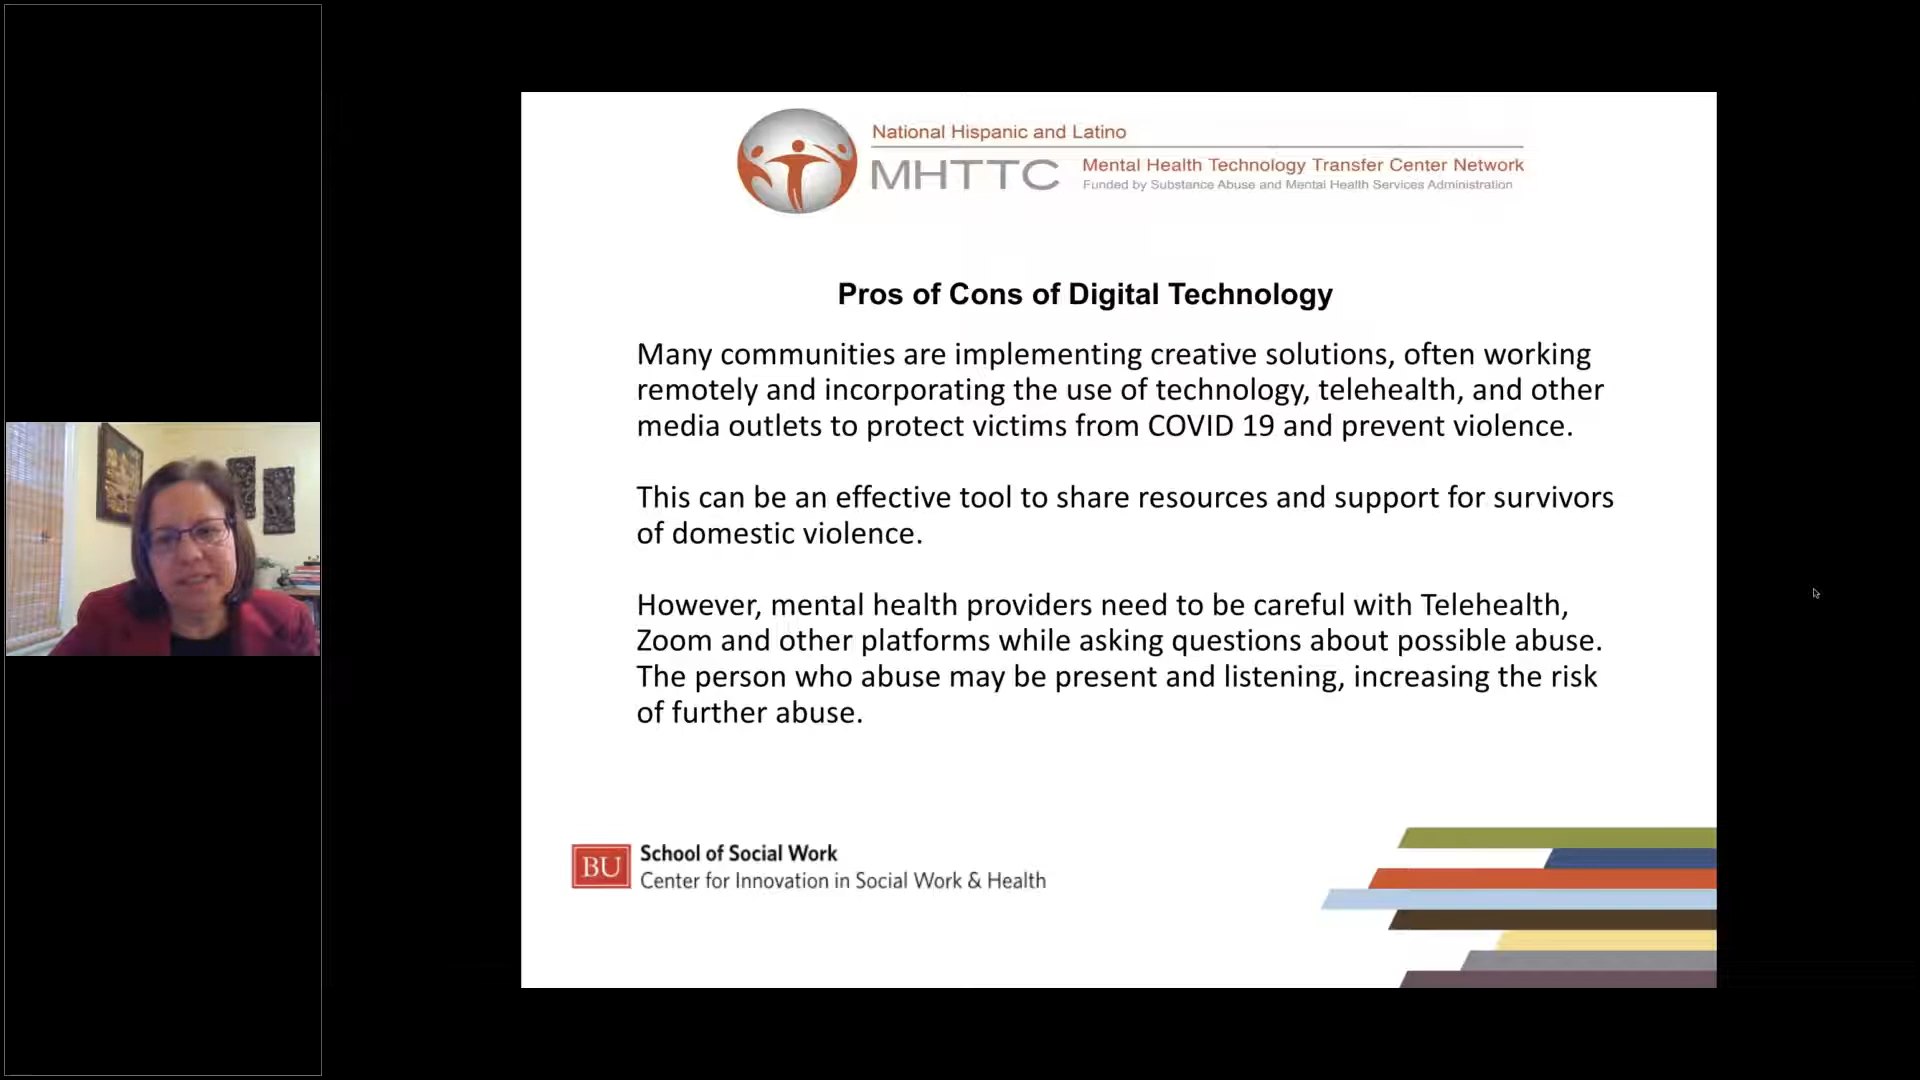 National Hispanic and Latino
MHTTC
Mental Health Technology Transfer Center Network
Funded by Substance Abuse and Mental Health Services Administration
Pros of Cons of Digital Technology
Many communities are implementing creative solutions, often working
remotely and incorporating the use of technology, telehealth, and other
media outlets to protect victims from COVID 19 and prevent violence.
This can be an effective tool to share resources and support for survivors
of domestic violence.
However, mental health providers need to be careful with Telehealth,
Zoom and other platforms while asking questions about possible abuse.
The person who abuse may be present and listening, increasing the risk
of further abuse.
BU
School of Social Work
Center for Innovation in Social Work & Health